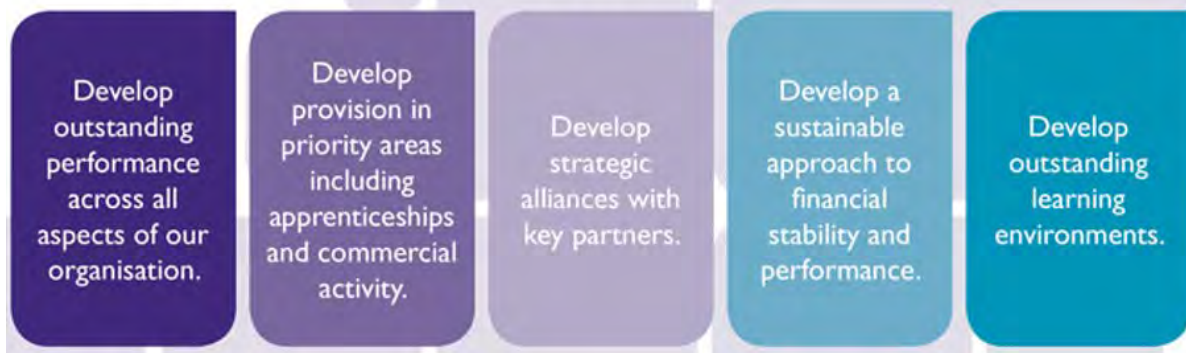 Develop
outstanding
performance
across all
aspects of our
organisation.
Develop
provision in
priority areas
including
apprenticeships
and commercial
activity.
Develop
strategic
alliances with
key partners.
Develop a
sustainable
approach to
financial
stability and
performance.
Develop
outstanding
learning
environments.